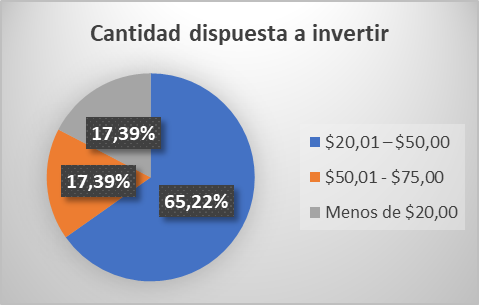 Cantidad dispuesta a invertir
17,39%
17,39%
65,22%
$20,01 – $50,00
$50,01 - $75,00
Menos de $20,00